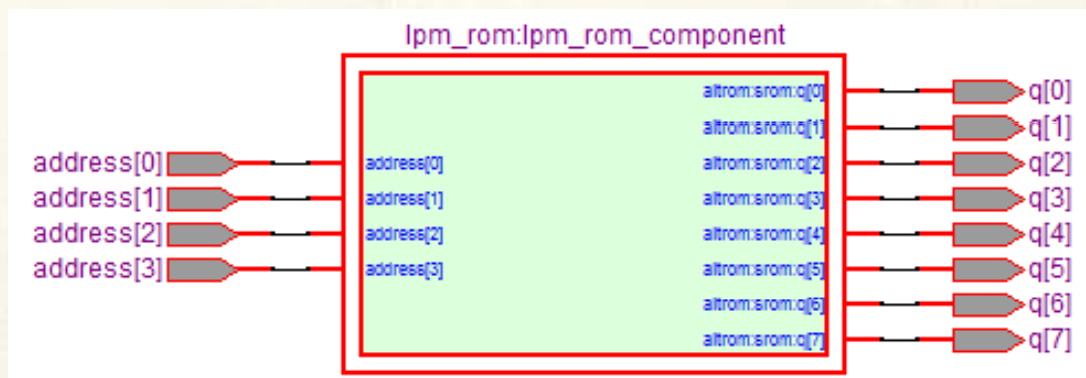 lpm_rom:lpm_rom_component
altrom:srom:q[0] q[0]
altrom:srom:q[1] q[1]
address[0] address[0] altrom:srom:q[2] q[2]
address[1] address[1] altrom:srom:q[3] q[3]
address[2] address[2] altrom:srom:q[4] q[4]
address[3] address[3] altrom:srom:q[5] q[5]
altrom:srom:q[6] q[6]
altrom:srom:q[7] q[7]